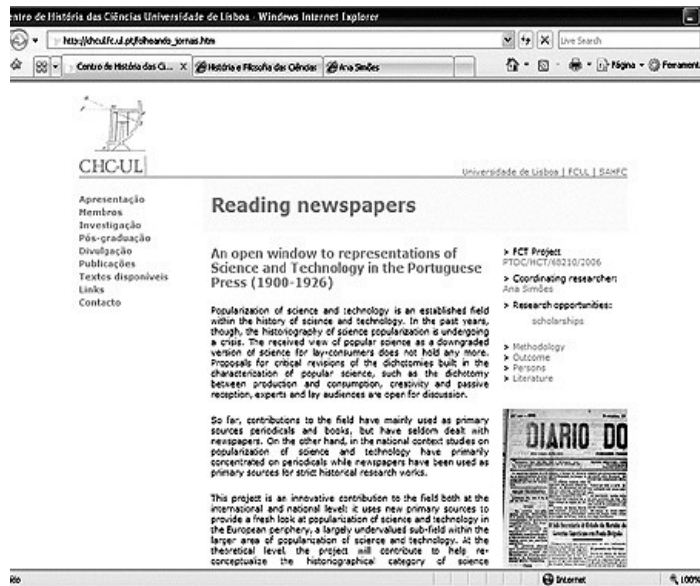 entro de História das Ciências Universidade de Lisboa - Windows Internet Explorer
http://chcul.fc.ul.pt/folheando_jornais.htm
Live Search
Centro de História das Ci... X
História e Filosofia das Ciências
Ana Simões
Página
Ferrament
CHC-UL
Universidade de Lisboa | FCUL | SAHFC
Apresentação
Membros
Investigação
Pós-graduação
Divulgação
Publicações
Textos disponíveis
Links
Contacto
Reading newspapers
An open window to representations of
Science and Technology in the Portuguese
Press (1900-1926)
Popularization of science and technology is an established field
within the history of science and technology. In the past years,
though, the historiography of science popularization is undergoing
a crisis. The received view of popular science as a downgraded
version of science for lay-consumers does not hold any more.
Proposals for critical revisions of the dichotomies built in the
characterization of popular science, such as the dichotomy
between production and consumption, creativity and passive
reception, experts and lay audiences are open for discussion.
So far, contributions to the field have mainly used as primary
sources periodicals and books, but have seldom dealt with
newspapers. On the other hand, in the national context studies on
popularization of science and technology have primarily
concentrated on periodicals while newspapers have been used as
primary sources for strict historical research works.
This project is an innovative contribution to the field both at the
international and national level: it uses new primary sources to
provide a fresh look at popularization of science and technology in
the European periphery, a largely undervalues sub-field within the
larger area of popularization of science and technology. At the
theoretical level, the project will contribute to help re-
conceptualize the historiographical category of science
> FCT Project
PTDC/HCT/68210/2006
> Coordinating researcher:
Ana Simões
> Research opportunities:
scholarships
> Methodology
> Outcome
> Persons
> Literature
DIARIO DO
Internet
100%